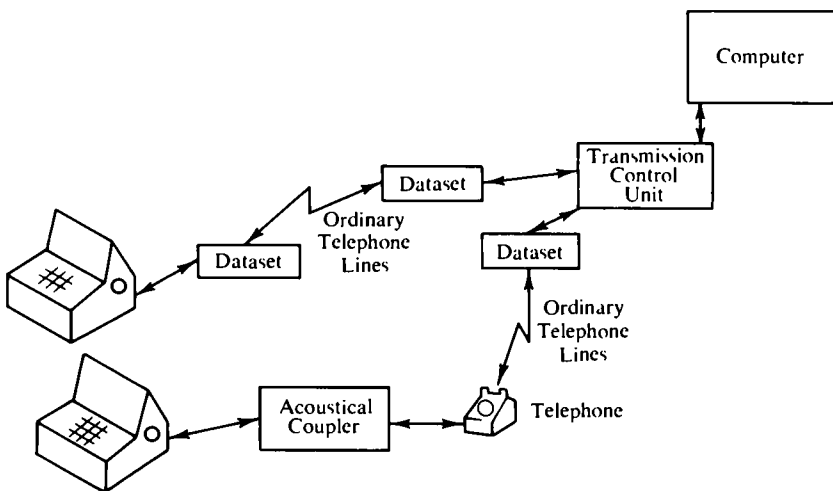 Computer
Transmission
Control
Unit
Dataset
Ordinary
Telephone
Lines
Dataset
Dataset
Ordinary
Telephone
Lines
Acoustical
Coupler
Telephone